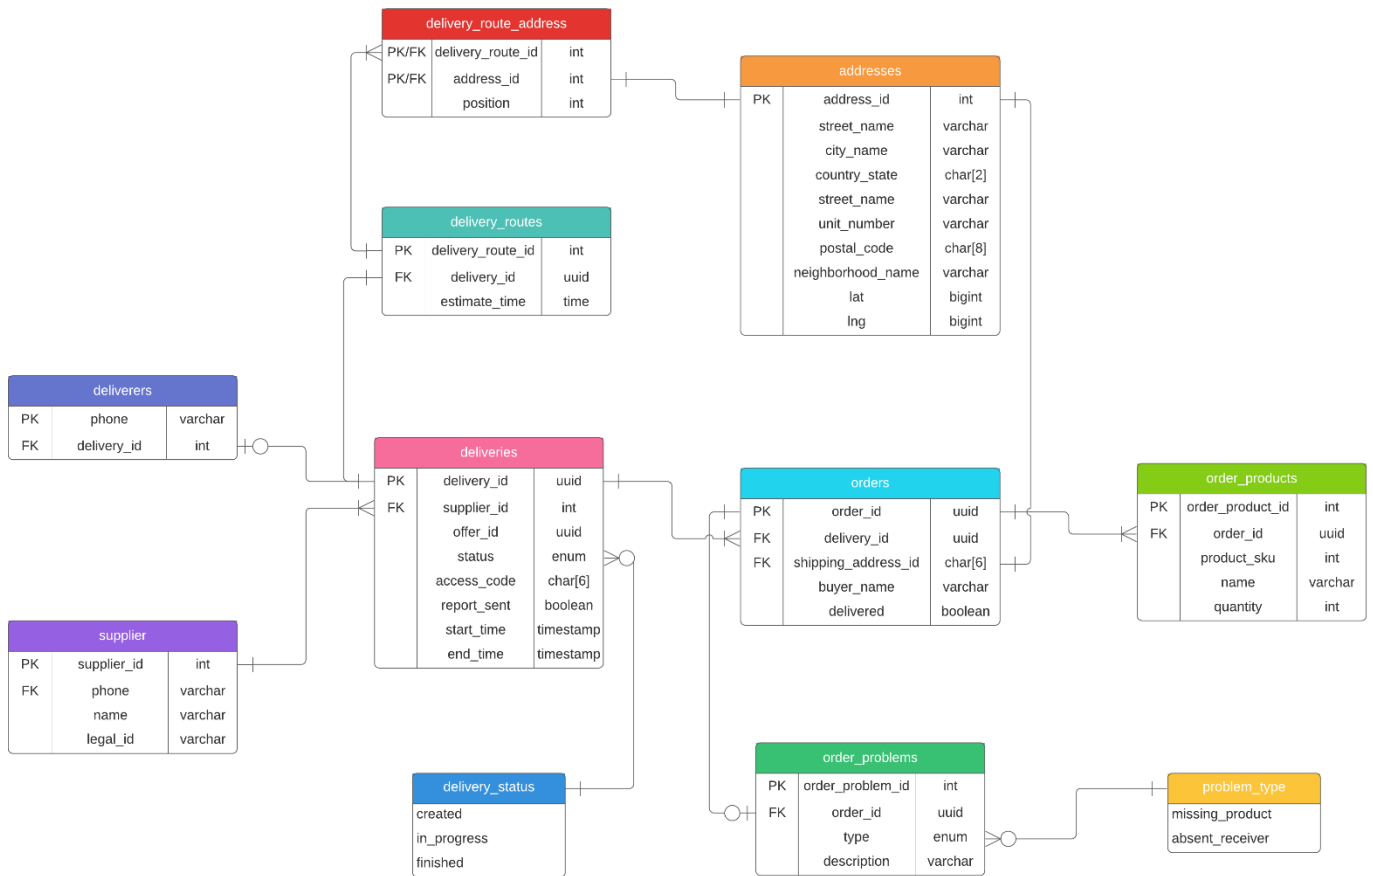 delivery_route_address
PK/FK delivery_route_id int
PK/FK address_id int
position int
addresses
PK address_id int
street_name varchar
city_name varchar
country_state char[2]
street_name varchar
unit_number varchar
postal_code char[8]
neighborhood_name varchar
lat bigint
lng bigint
delivery_routes
PK delivery_route_id int
FK delivery_id uuid
estimate_time time
deliverers
PK phone varchar
FK delivery_id int
deliveries
PK delivery_id uuid
FK supplier_id int
offer_id uuid
status enum
access_code char[6]
report_sent boolean
start_time timestamp
end_time timestamp
orders
PK order_id uuid
FK delivery_id uuid
FK shipping_address_id char[6]
buyer_name varchar
delivered boolean
order_products
PK order_product_id int
FK order_id uuid
product_sku int
name varchar
quantity int
supplier
PK supplier_id int
FK phone varchar
name varchar
legal_id varchar
delivery_status
created
in_progress
finished
order_problems
PK order_problem_id int
FK order_id uuid
type enum
description varchar
problem_type
missing_product
absent_receiver